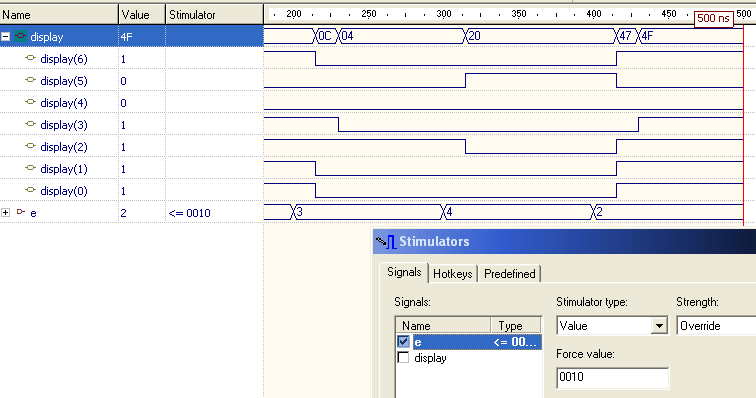 Name Value Stimulator 200 250 300 350 400 450 500 ns
500 ns
display 4F 0C 04 20 47 4F
display(6) 1
display(5) 0
display(4) 0
display(3) 1
display(2) 1
display(1) 1
display(0) 1
e 2 <= 0010 3 4 2
Stimulators
Signals Hotkeys Predefined
Signals: Stimulator type: Strength:
Name Type Value Override
e <= 00...
display Force value:
0010